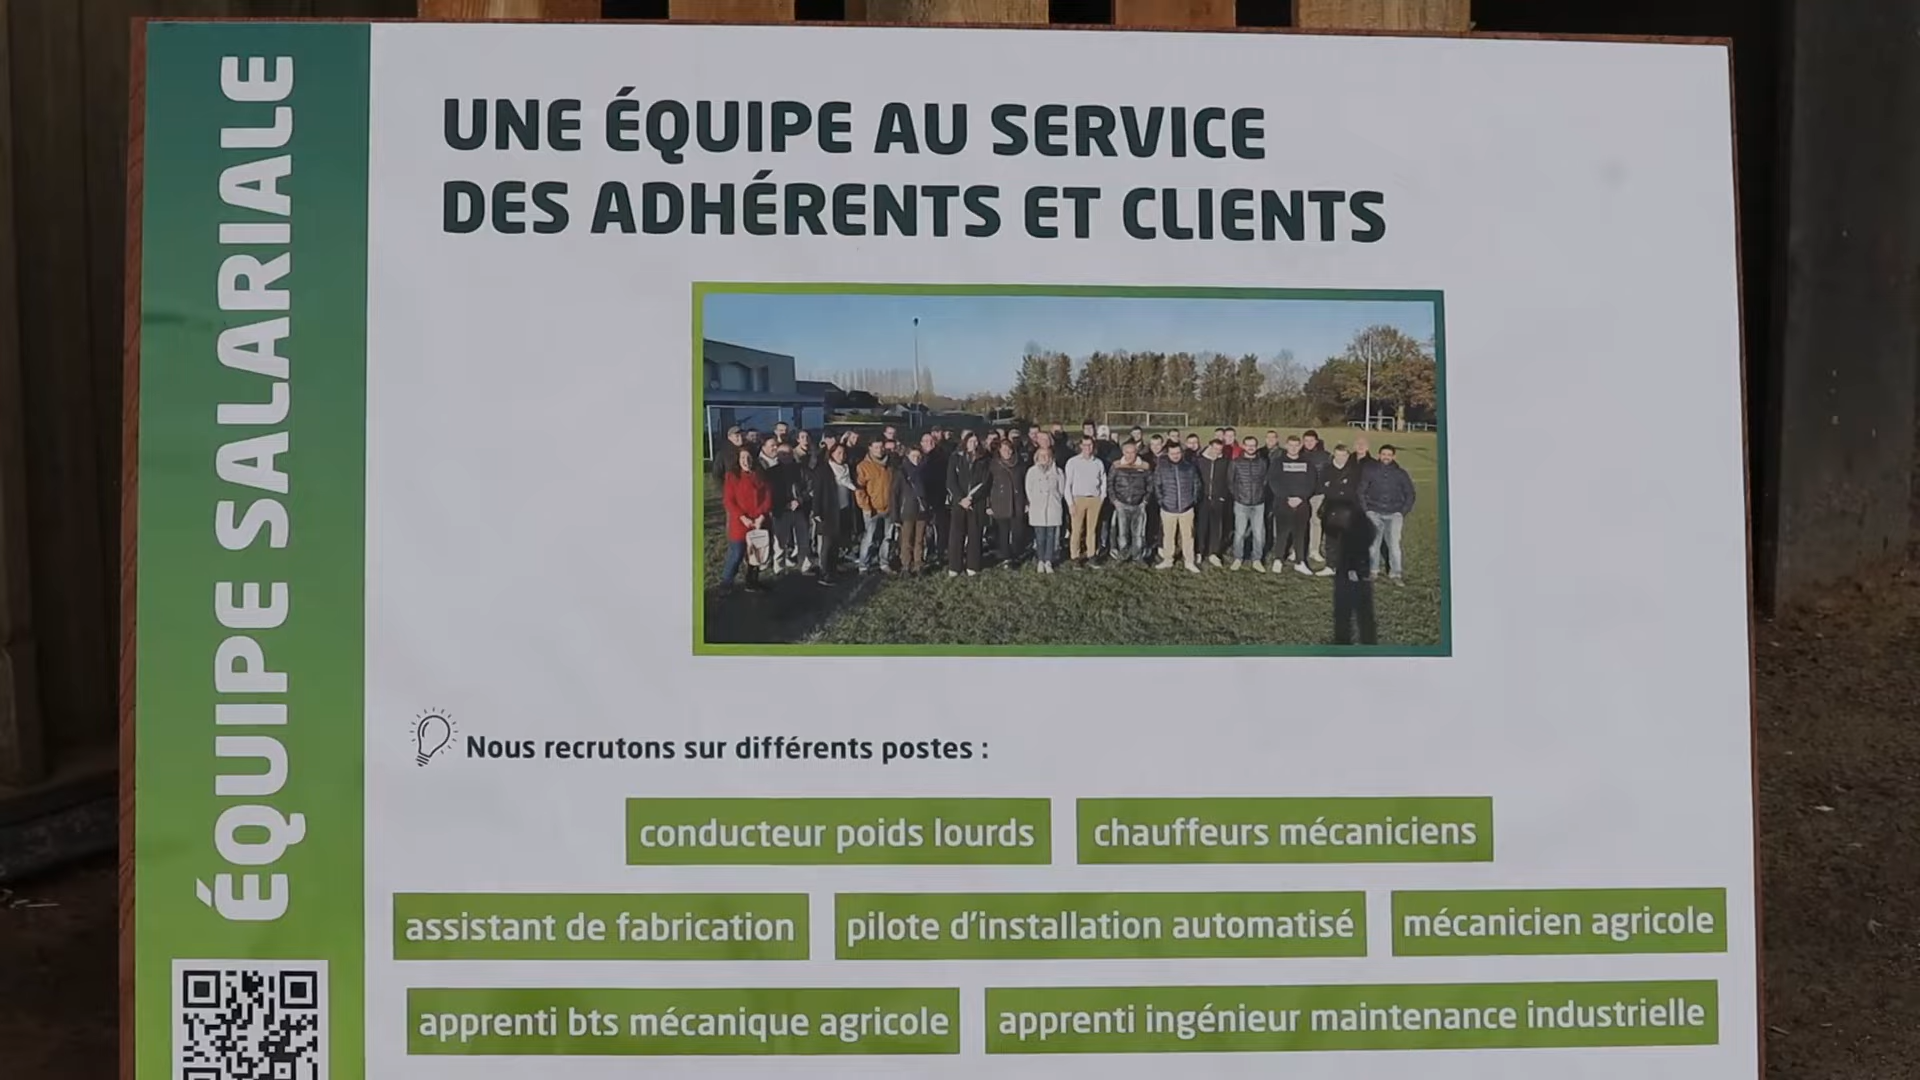 ÉQUIPE SALARIALE
UNE ÉQUIPE AU SERVICE
DES ADHÉRENTS ET CLIENTS
Nous recrutons sur différents postes :
conducteur poids lourds
chauffeurs mécaniciens
assistant de fabrication
pilote d'installation automatisé
mécanicien agricole
apprenti bts mécanique agricole
apprenti ingénieur maintenance industrielle